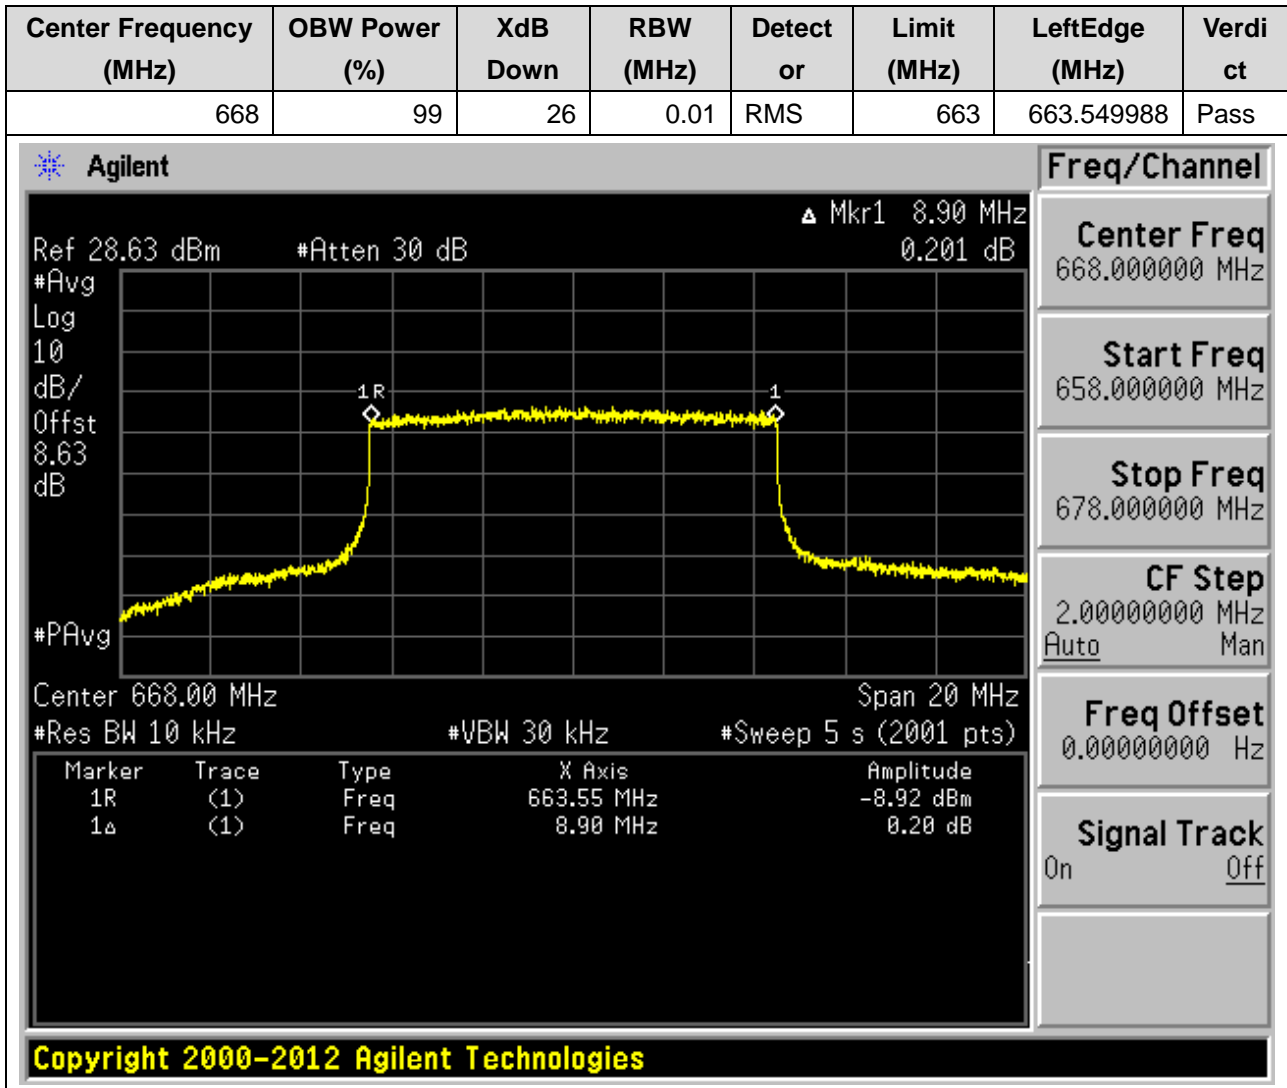 Center Frequency (MHz) OBW Power (%) XdB Down RBW (MHz) Detect or Limit (MHz) LeftEdge (MHz) Verdi ct
668 99 26 0.01 RMS 663 663.549988 Pass
Agilent
Freq/Channel
Δ Mkr1 8.90 MHz
Ref 28.63 dBm #Atten 30 dB 0.201 dB
#Avg
Log
10
dB/
Offst
8.63
dB
1R
1
#PAvg
Center 668.00 MHz Span 20 MHz
#Res BW 10 kHz #VBW 30 kHz #Sweep 5 s (2001 pts)
Marker Trace Type X Axis Amplitude
1R (1) Freq 663.55 MHz -8.92 dBm
1Δ (1) Freq 8.90 MHz 0.20 dB
Center Freq
668.000000 MHz
Start Freq
658.000000 MHz
Stop Freq
678.000000 MHz
CF Step
2.00000000 MHz
Auto Man
Freq Offset
0.00000000 Hz
Signal Track
On Off
Copyright 2000-2012 Agilent Technologies